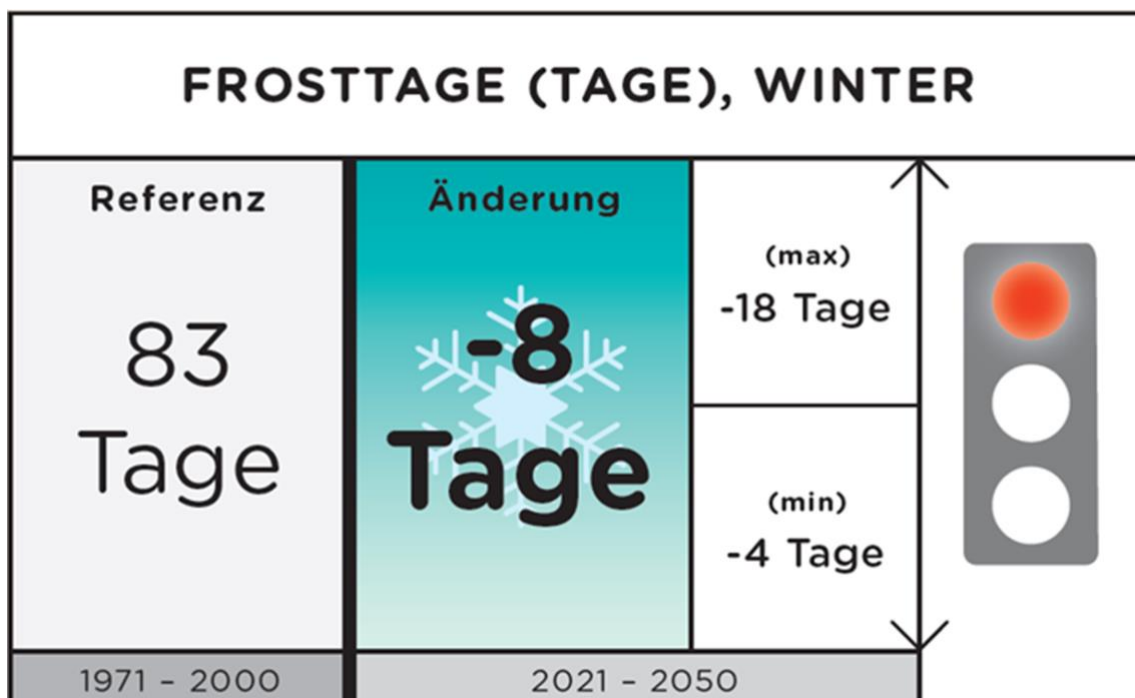 FROSTTAGE (TAGE), WINTER
Referenz
83
Tage
1971 – 2000
Änderung
-8
Tage
(max)
-18 Tage
(min)
-4 Tage
2021 – 2050